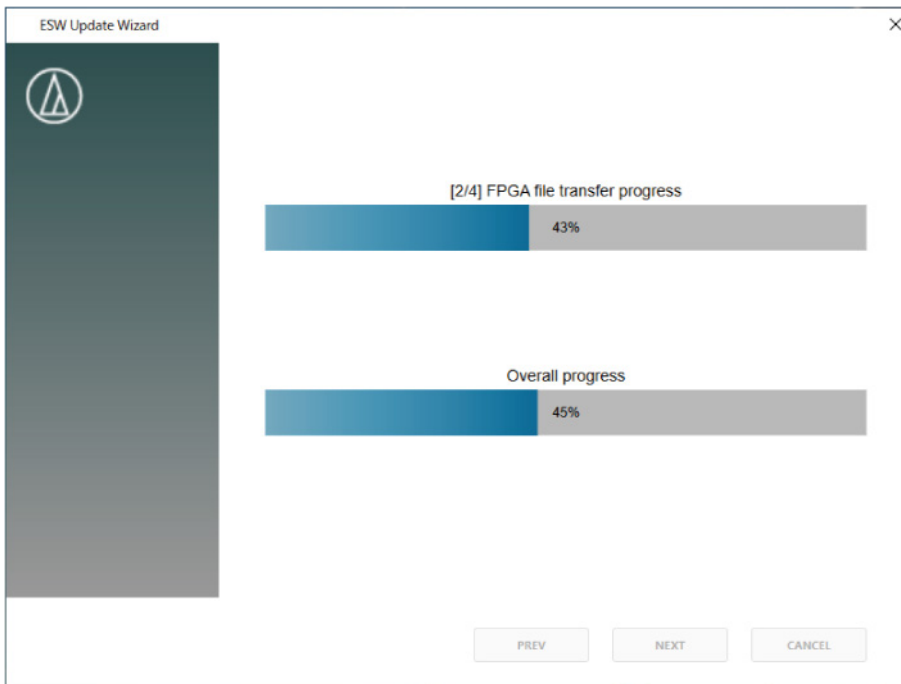 ESW Update Wizard
[2/4] FPGA file transfer progress
43%
Overall progress
45%
PREV
NEXT
CANCEL